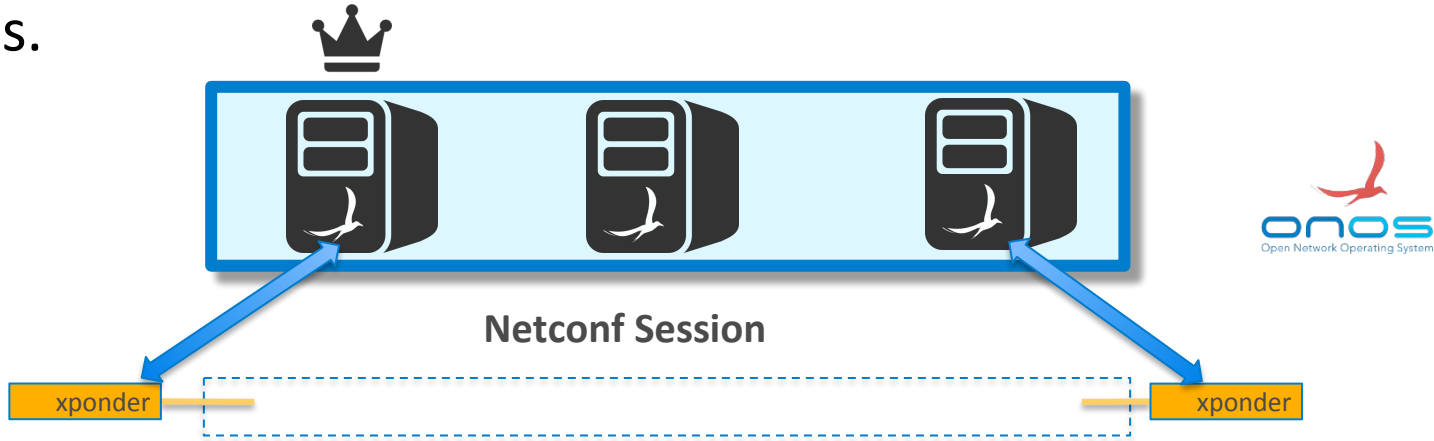 s.
onos
Open Network Operating System
Netconf Session
xponder
xponder